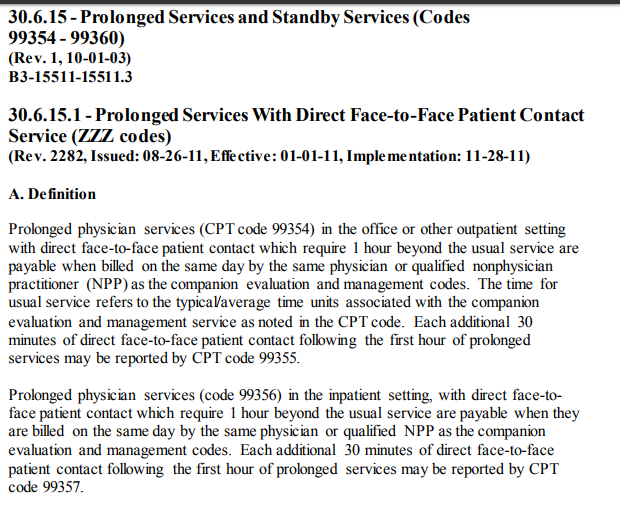 30.6.15 - Prolonged Services and Standby Services (Codes
99354 - 99360)
(Rev. 1, 10-01-03)
B3-15511-15511.3
30.6.15.1 - Prolonged Services With Direct Face-to-Face Patient Contact
Service (ZZZ codes)
(Rev. 2282, Issued: 08-26-11, Effective: 01-01-11, Implementation: 11-28-11)
A. Definition
Prolonged physician services (CPT code 99354) in the office or other outpatient setting
with direct face-to-face patient contact which require 1 hour beyond the usual service are
payable when billed on the same day by the same physician or qualified nonphysician
practitioner (NPP) as the companion evaluation and management codes. The time for
usual service refers to the typical/average time units associated with the companion
evaluation and management service as noted in the CPT code. Each additional 30
minutes of direct face-to-face patient contact following the first hour of prolonged
services may be reported by CPT code 99355.
Prolonged physician services (code 99356) in the inpatient setting, with direct face-to-
face patient contact which require 1 hour beyond the usual service are payable when they
are billed on the same day by the same physician or qualified NPP as the companion
evaluation and management codes. Each additional 30 minutes of direct face-to-face
patient contact following the first hour of prolonged services may be reported by CPT
code 99357.